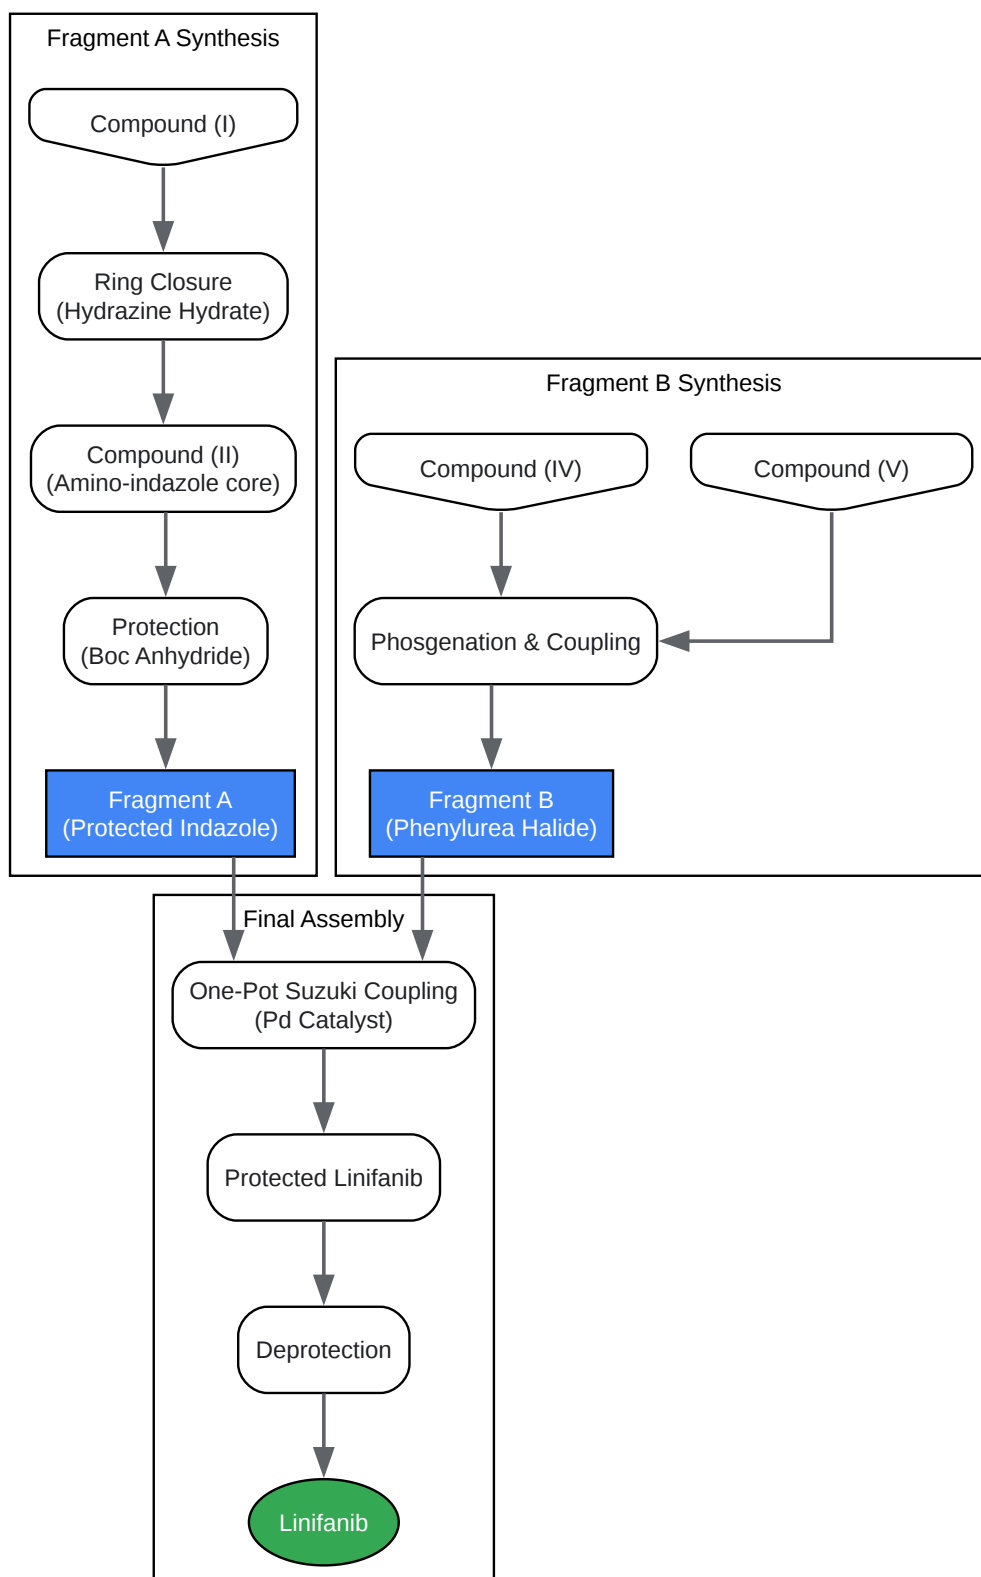 Fragment A Synthesis
Compound (I)
Ring Closure
(Hydrazine Hydrate)
Compound (II)
(Amino-indazole core)
Protection
(Boc Anhydride)
Fragment A
(Protected Indazole)
Fragment B Synthesis
Compound (IV)
Compound (V)
Phosgenation & Coupling
Fragment B
(Phenylurea Halide)
Final Assembly
One-Pot Suzuki Coupling
(Pd Catalyst)
Protected Linifanib
Deprotection
Linifanib